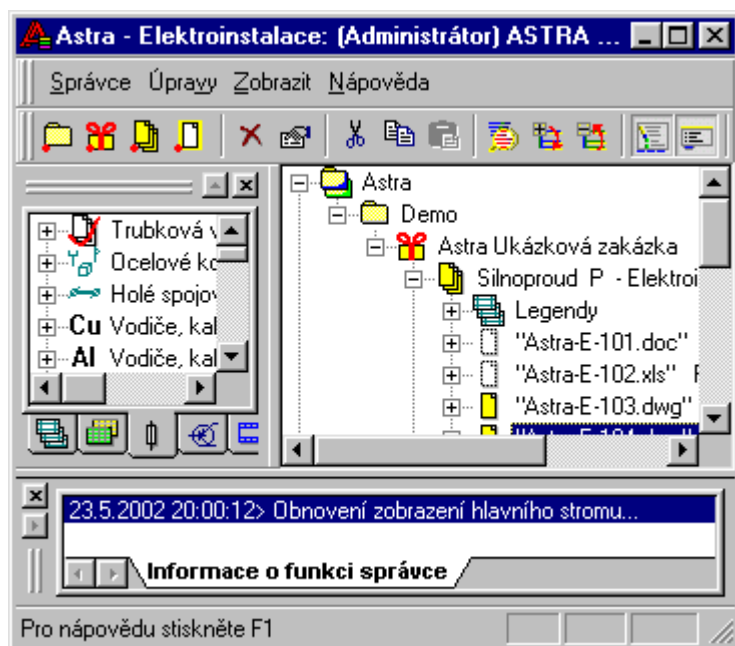 Astra - Elektroinstalace: (Administrátor) ASTRA ...
Správce Úpravy Zobrazit Nápověda
Trubková v
Ocelové ko
Holé spojov
Cu Vodiče, kal
Al Vodiče, kal
Astra
Demo
Astra Ukázková zakázka
Silnoproud P - Elektroi
Legendy
"Astra-E-101.doc"
"Astra-E-102.xls"
"Astra-E-103.dwg"
23.5.2002 20:00:12> Obnovení zobrazení hlavního stromu...
Informace o funkci správce
Pro nápovědu stiskněte F1